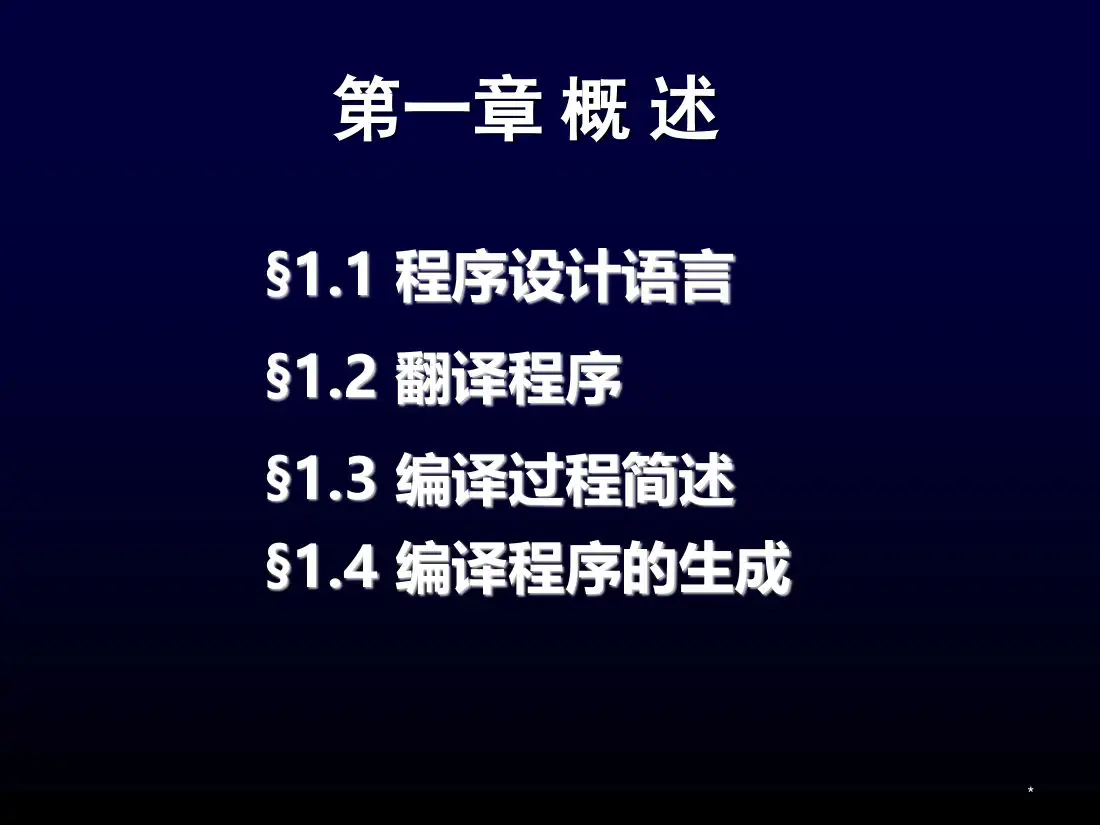 第一章 概 述
§1.1 程序设计语言
§1.2 翻译程序
§1.3 编译过程简述
§1.4 编译程序的生成
*